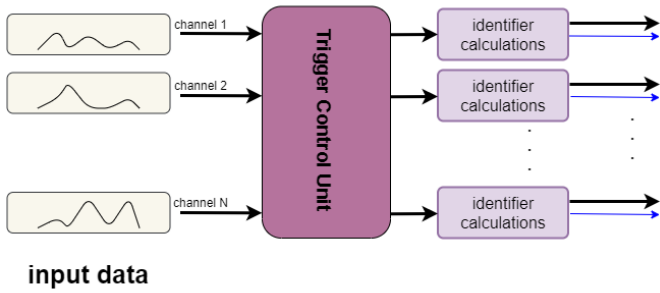 channel 1
identifier
calculations
channel 2
identifier
calculations
Trigger Control Unit
channel N
identifier
calculations
input data